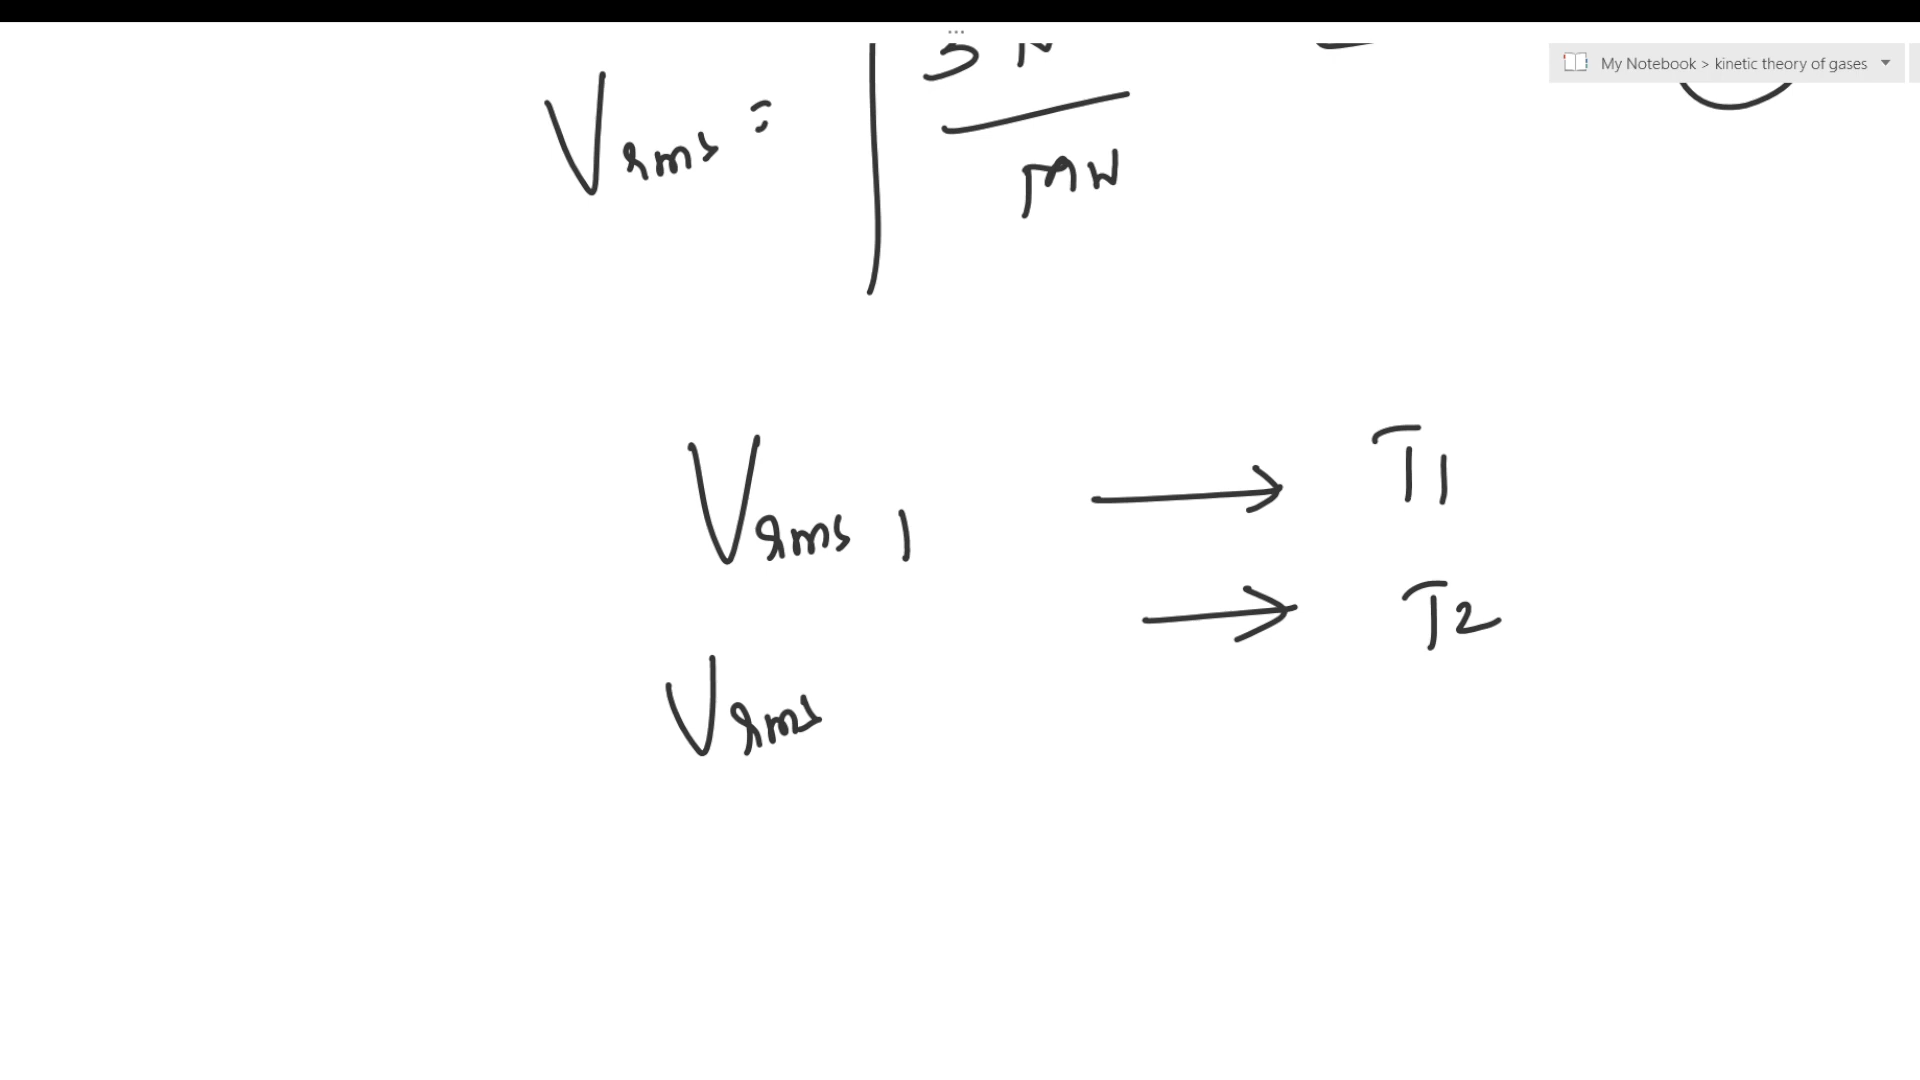 My Notebook > kinetic theory of gases
Vrms =
MW
Vrms 1 → T1
→ T2
Vrms